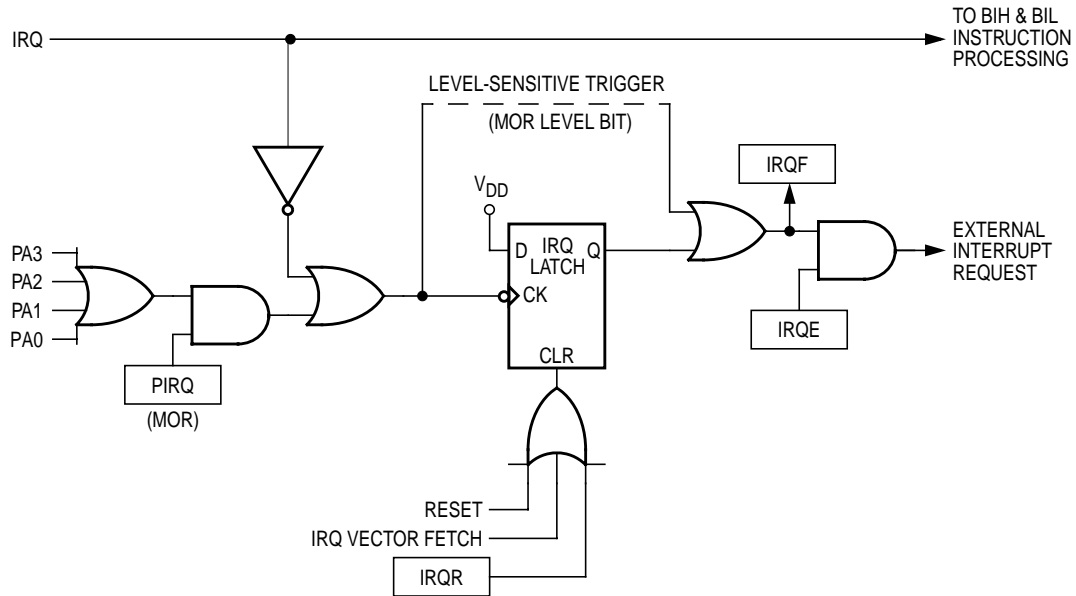 IRQ
TO BIH & BIL
INSTRUCTION
PROCESSING
LEVEL-SENSITIVE TRIGGER
(MOR LEVEL BIT)
IRQF
VDD
D
IRQ
LATCH
Q
CK
CLR
EXTERNAL
INTERRUPT
REQUEST
IRQE
PA3
PA2
PA1
PA0
PIRQ
(MOR)
RESET
IRQ VECTOR FETCH
IRQR